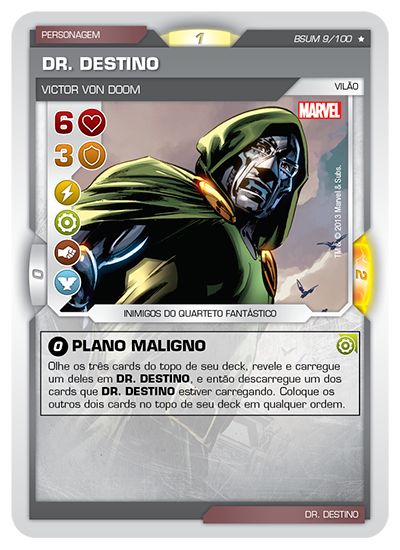 PERSONAGEM
1
BSUM 9/100 ★
DR. DESTINO
VICTOR VON DOOM
VILÃO
6
MARVEL
3
TM & © 2013 Marvel & Subs.
0
2
INIMIGOS DO QUARTETO FANTÁSTICO
0 PLANO MALIGNO
Olhe os três cards do topo de seu deck, revele e carregue
um deles em DR. DESTINO, e então descarregue um dos
cards que DR. DESTINO estiver carregando. Coloque os
outros dois cards no topo de seu deck em qualquer ordem.
DR. DESTINO